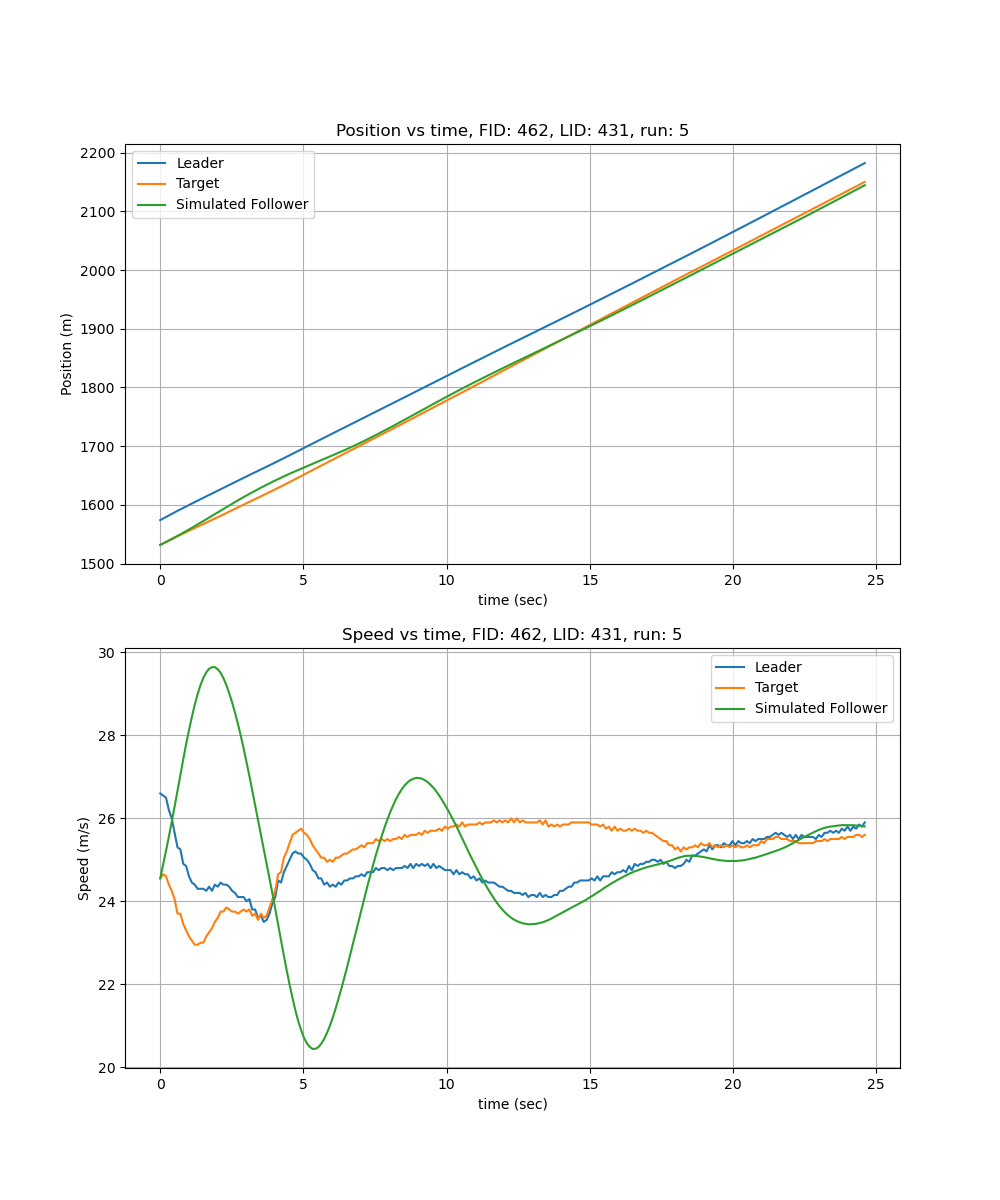 Position vs time, FID: 462, LID: 431, run: 5
Leader
Target
Simulated Follower
Position (m)
2200
2100
2000
1900
1800
1700
1600
1500
0 5 10 15 20 25
time (sec)
Speed vs time, FID: 462, LID: 431, run: 5
Leader
Target
Simulated Follower
Speed (m/s)
30
28
26
24
22
20
0 5 10 15 20 25
time (sec)